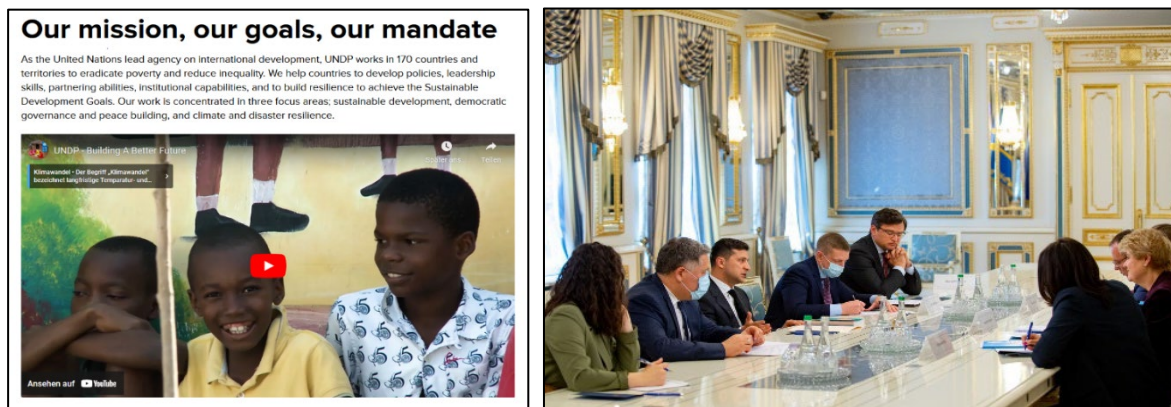 Our mission, our goals, our mandate
As the United Nations lead agency on international development, UNDP works in 170 countries and
territories to eradicate poverty and reduce inequality. We help countries to develop policies, leadership
skills, partnering abilities, institutional capabilities, and to build resilience to achieve the Sustainable
Development Goals. Our work is concentrated in three focus areas; sustainable development, democratic
governance and peace building, and climate and disaster resilience.
UNDP - Building A Better Future
Teilen
Klimawandel • Der Begriff „Klimawandel“
bezeichnet langfristige Temperatur- und...
Ansehen auf YouTube